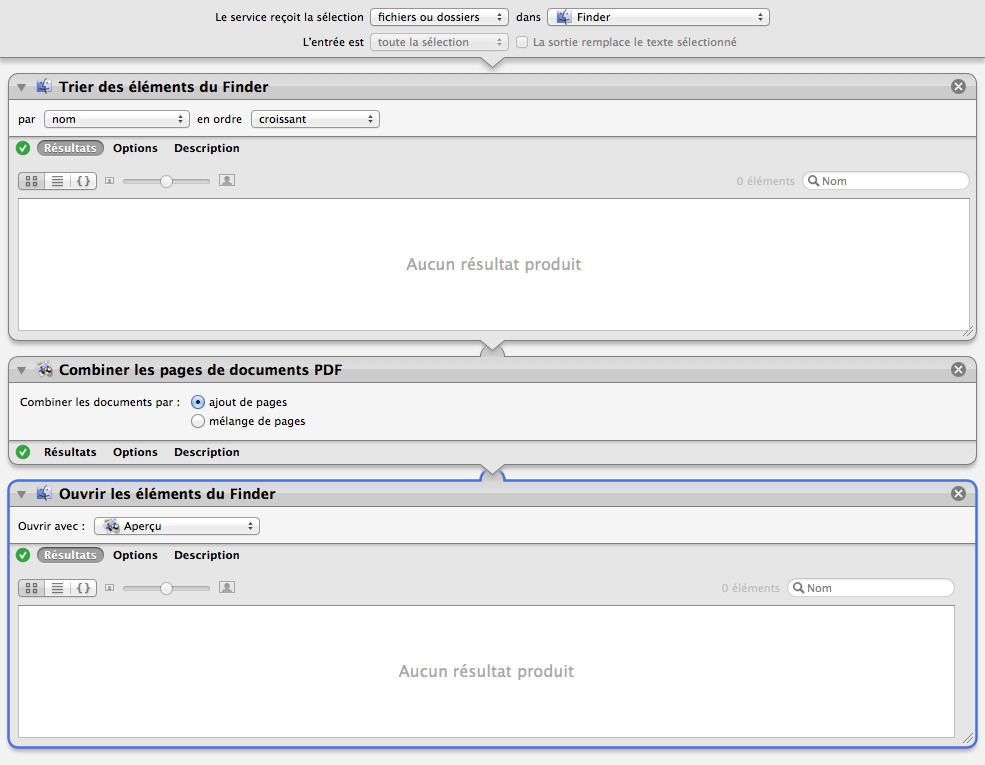 Le service reçoit la sélection fichiers ou dossiers dans Finder
L'entrée est toute la sélection La sortie remplace le texte sélectionné
Trier des éléments du Finder
par nom en ordre croissant
Résultats Options Description
0 éléments Nom
Aucun résultat produit
Combiner les pages de documents PDF
Combiner les documents par : ajout de pages
mélange de pages
Résultats Options Description
Ouvrir les éléments du Finder
Ouvrir avec : Aperçu
Résultats Options Description
0 éléments Nom
Aucun résultat produit